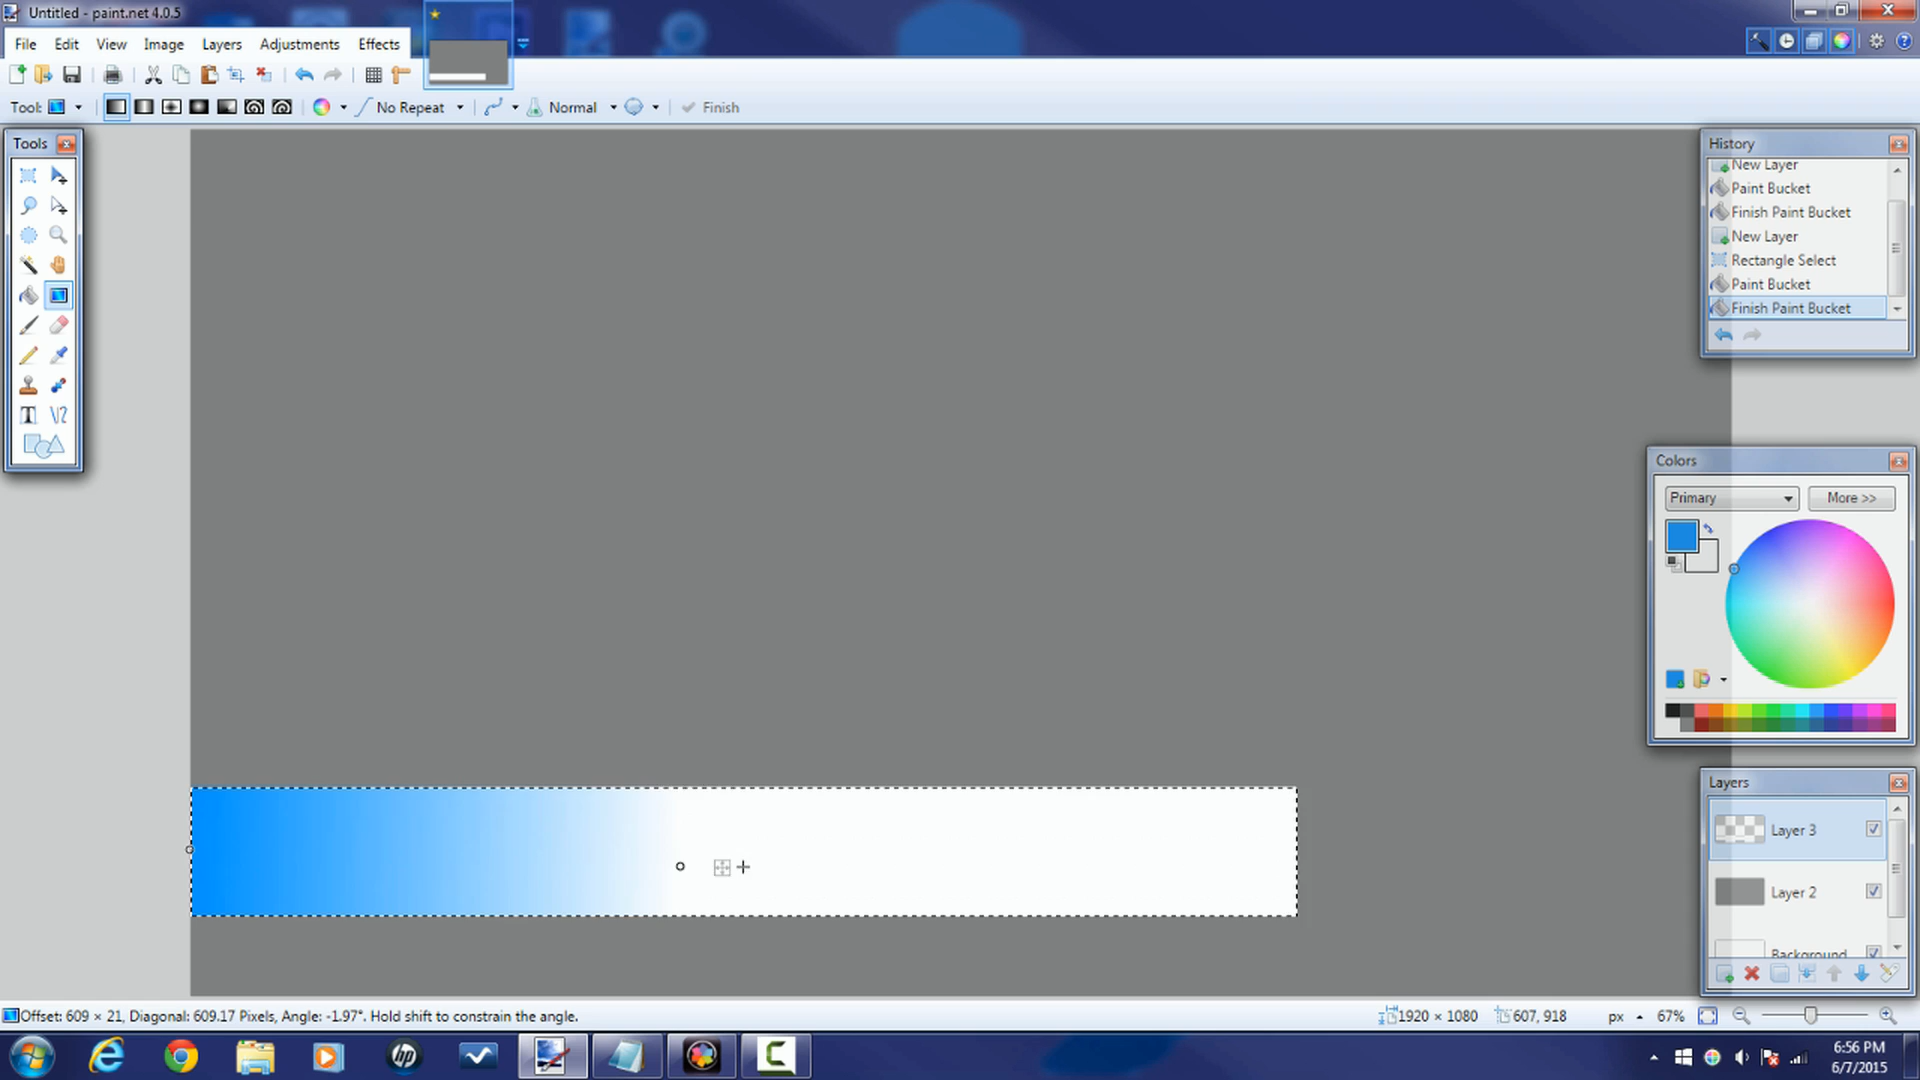 Untitled - paint.net 4.0.5
File Edit View Image Layers Adjustments Effects
Tool: No Repeat Normal Finish
Tools
History
New Layer
Paint Bucket
Finish Paint Bucket
New Layer
Rectangle Select
Paint Bucket
Finish Paint Bucket
Colors
Primary More >>
Layers
Layer 3
Layer 2
Background
Offset: 609 × 21, Diagonal: 609.17 Pixels, Angle: -1.97°. Hold shift to constrain the angle. 1920 × 1080 607, 918 px 67%
hp
6:56 PM
6/7/2015